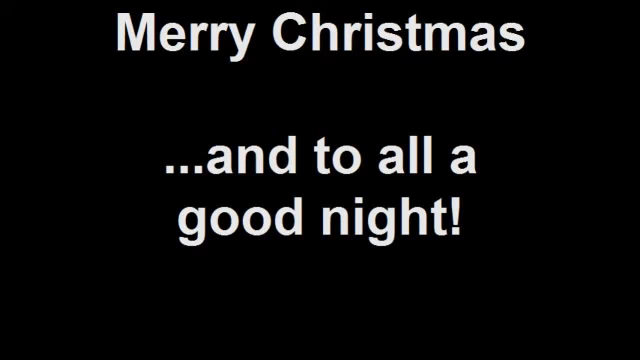 Merry Christmas
...and to all a
good night!